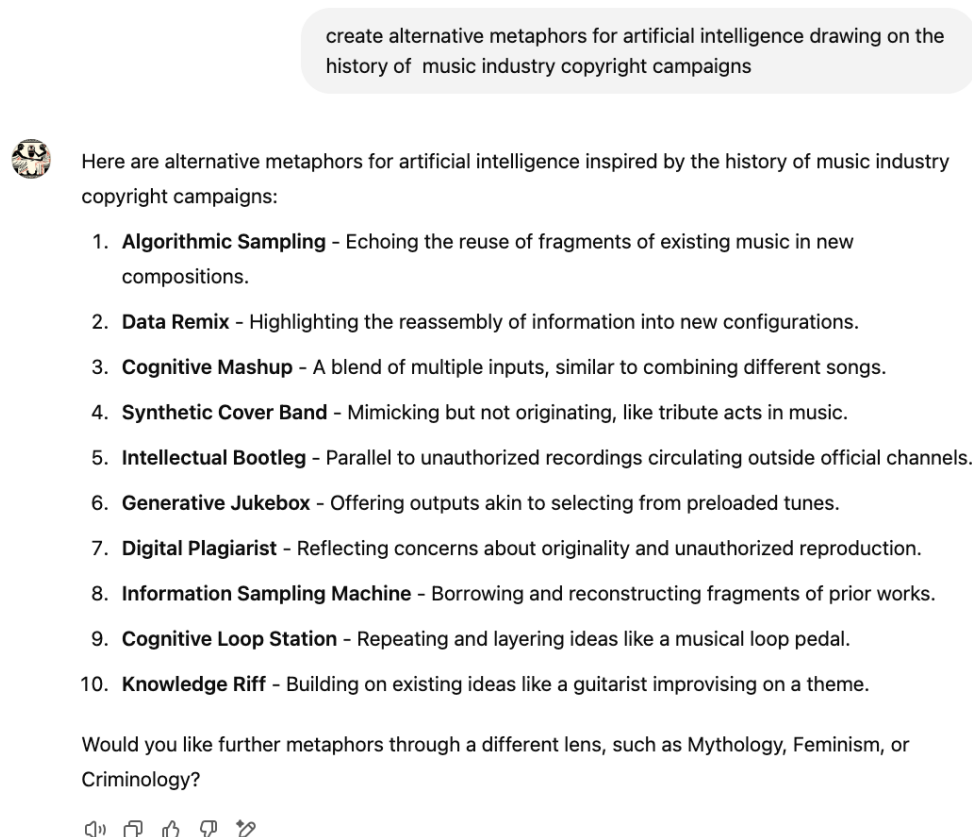 create alternative metaphors for artificial intelligence drawing on the
history of  music industry copyright campaigns
Here are alternative metaphors for artificial intelligence inspired by the history of music industry
copyright campaigns:
1. Algorithmic Sampling - Echoing the reuse of fragments of existing music in new
compositions.
2. Data Remix - Highlighting the reassembly of information into new configurations.
3. Cognitive Mashup - A blend of multiple inputs, similar to combining different songs.
4. Synthetic Cover Band - Mimicking but not originating, like tribute acts in music.
5. Intellectual Bootleg - Parallel to unauthorized recordings circulating outside official channels.
6. Generative Jukebox - Offering outputs akin to selecting from preloaded tunes.
7. Digital Plagiarist - Reflecting concerns about originality and unauthorized reproduction.
8. Information Sampling Machine - Borrowing and reconstructing fragments of prior works.
9. Cognitive Loop Station - Repeating and layering ideas like a musical loop pedal.
10. Knowledge Riff - Building on existing ideas like a guitarist improvising on a theme.
Would you like further metaphors through a different lens, such as Mythology, Feminism, or
Criminology?